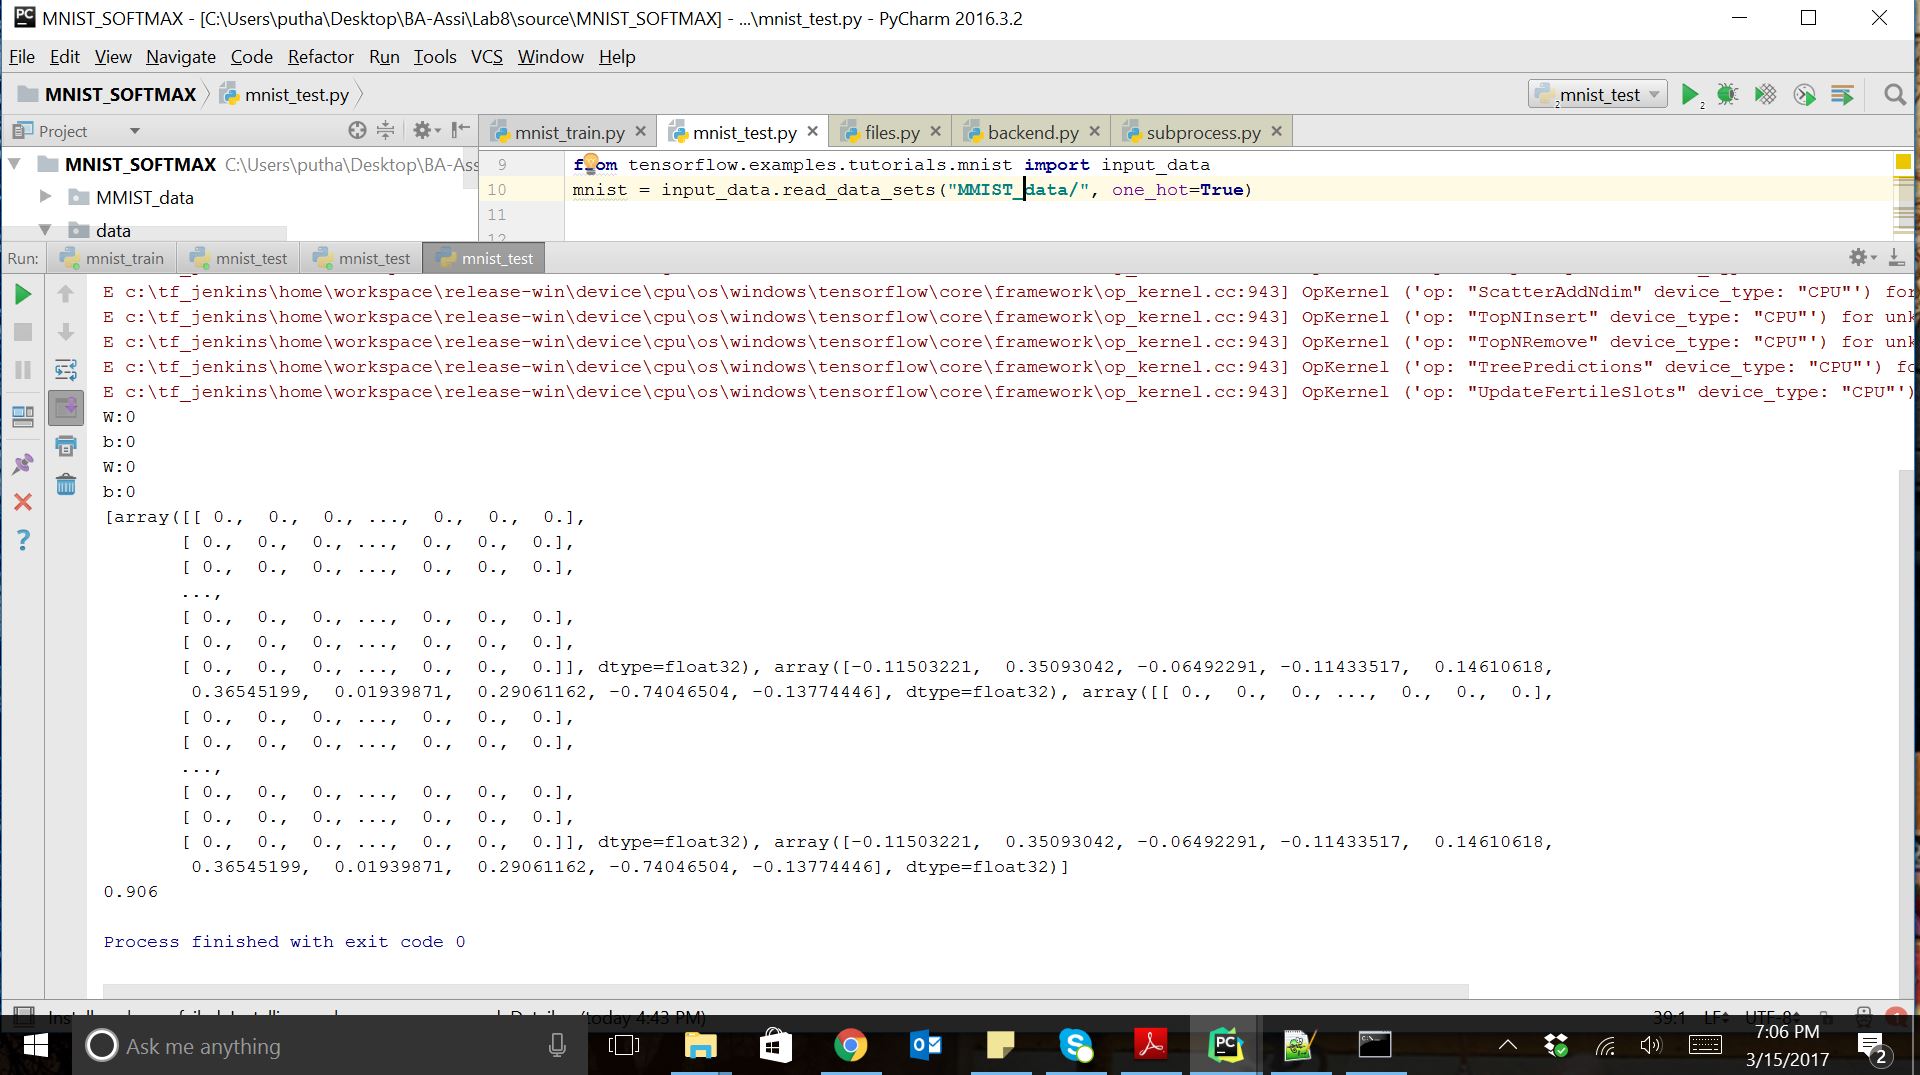 PC MNIST_SOFTMAX - [C:\Users\putha\Desktop\BA-Assi\Lab8\source\MNIST_SOFTMAX] - ...\mnist_test.py - PyCharm 2016.3.2
File Edit View Navigate Code Refactor Run Tools VCS Window Help
MNIST_SOFTMAX mnist_test.py 2 mnist_test 2
Project mnist_train.py mnist_test.py files.py backend.py subprocess.py
MNIST_SOFTMAX C:\Users\putha\Desktop\BA-Ass
MMIST_data
data
9 from tensorflow.examples.tutorials.mnist import input_data
10 mnist = input_data.read_data_sets("MMIST_data/", one_hot=True)
11
12
Run: mnist_train mnist_test mnist_test mnist_test
E c:\tf_jenkins\home\workspace\release-win\device\cpu\os\windows\tensorflow\core\framework\op_kernel.cc:943] OpKernel ('op: "ScatterAddNdim" device_type: "CPU"') for
E c:\tf_jenkins\home\workspace\release-win\device\cpu\os\windows\tensorflow\core\framework\op_kernel.cc:943] OpKernel ('op: "TopNInsert" device_type: "CPU"') for unk
E c:\tf_jenkins\home\workspace\release-win\device\cpu\os\windows\tensorflow\core\framework\op_kernel.cc:943] OpKernel ('op: "TopNRemove" device_type: "CPU"') for unk
E c:\tf_jenkins\home\workspace\release-win\device\cpu\os\windows\tensorflow\core\framework\op_kernel.cc:943] OpKernel ('op: "TreePredictions" device_type: "CPU"') fo
E c:\tf_jenkins\home\workspace\release-win\device\cpu\os\windows\tensorflow\core\framework\op_kernel.cc:943] OpKernel ('op: "UpdateFertileSlots" device_type: "CPU"')
W:0
b:0
W:0
b:0
[array([[ 0., 0., 0., ..., 0., 0., 0.],
[ 0., 0., 0., ..., 0., 0., 0.],
[ 0., 0., 0., ..., 0., 0., 0.],
...,
[ 0., 0., 0., ..., 0., 0., 0.],
[ 0., 0., 0., ..., 0., 0., 0.],
[ 0., 0., 0., ..., 0., 0., 0.]], dtype=float32), array([-0.11503221, 0.35093042, -0.06492291, -0.11433517, 0.14610618,
0.36545199, 0.01939871, 0.29061162, -0.74046504, -0.13774446], dtype=float32), array([[ 0., 0., 0., ..., 0., 0., 0.],
[ 0., 0., 0., ..., 0., 0., 0.],
[ 0., 0., 0., ..., 0., 0., 0.],
...,
[ 0., 0., 0., ..., 0., 0., 0.],
[ 0., 0., 0., ..., 0., 0., 0.],
[ 0., 0., 0., ..., 0., 0., 0.]], dtype=float32), array([-0.11503221, 0.35093042, -0.06492291, -0.11433517, 0.14610618,
0.36545199, 0.01939871, 0.29061162, -0.74046504, -0.13774446], dtype=float32)]
0.906
Process finished with exit code 0
(today 4:43 PM) 39:1 LF UTF-8
Ask me anything PC 7:06 PM
3/15/2017 2